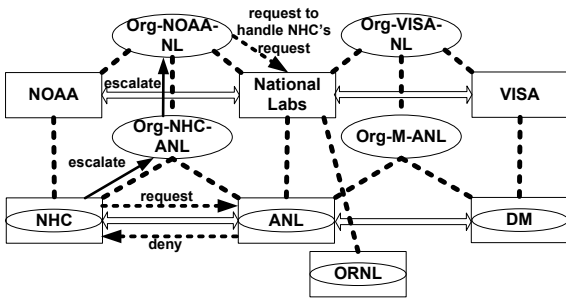 Org-NOAA-
NL
request to
handle NHC's
request
Org-VISA-
NL
NOAA
escalate
National
Labs
VISA
Org-NHC-
ANL
Org-M-ANL
escalate
request
NHC
ANL
DM
deny
ORNL